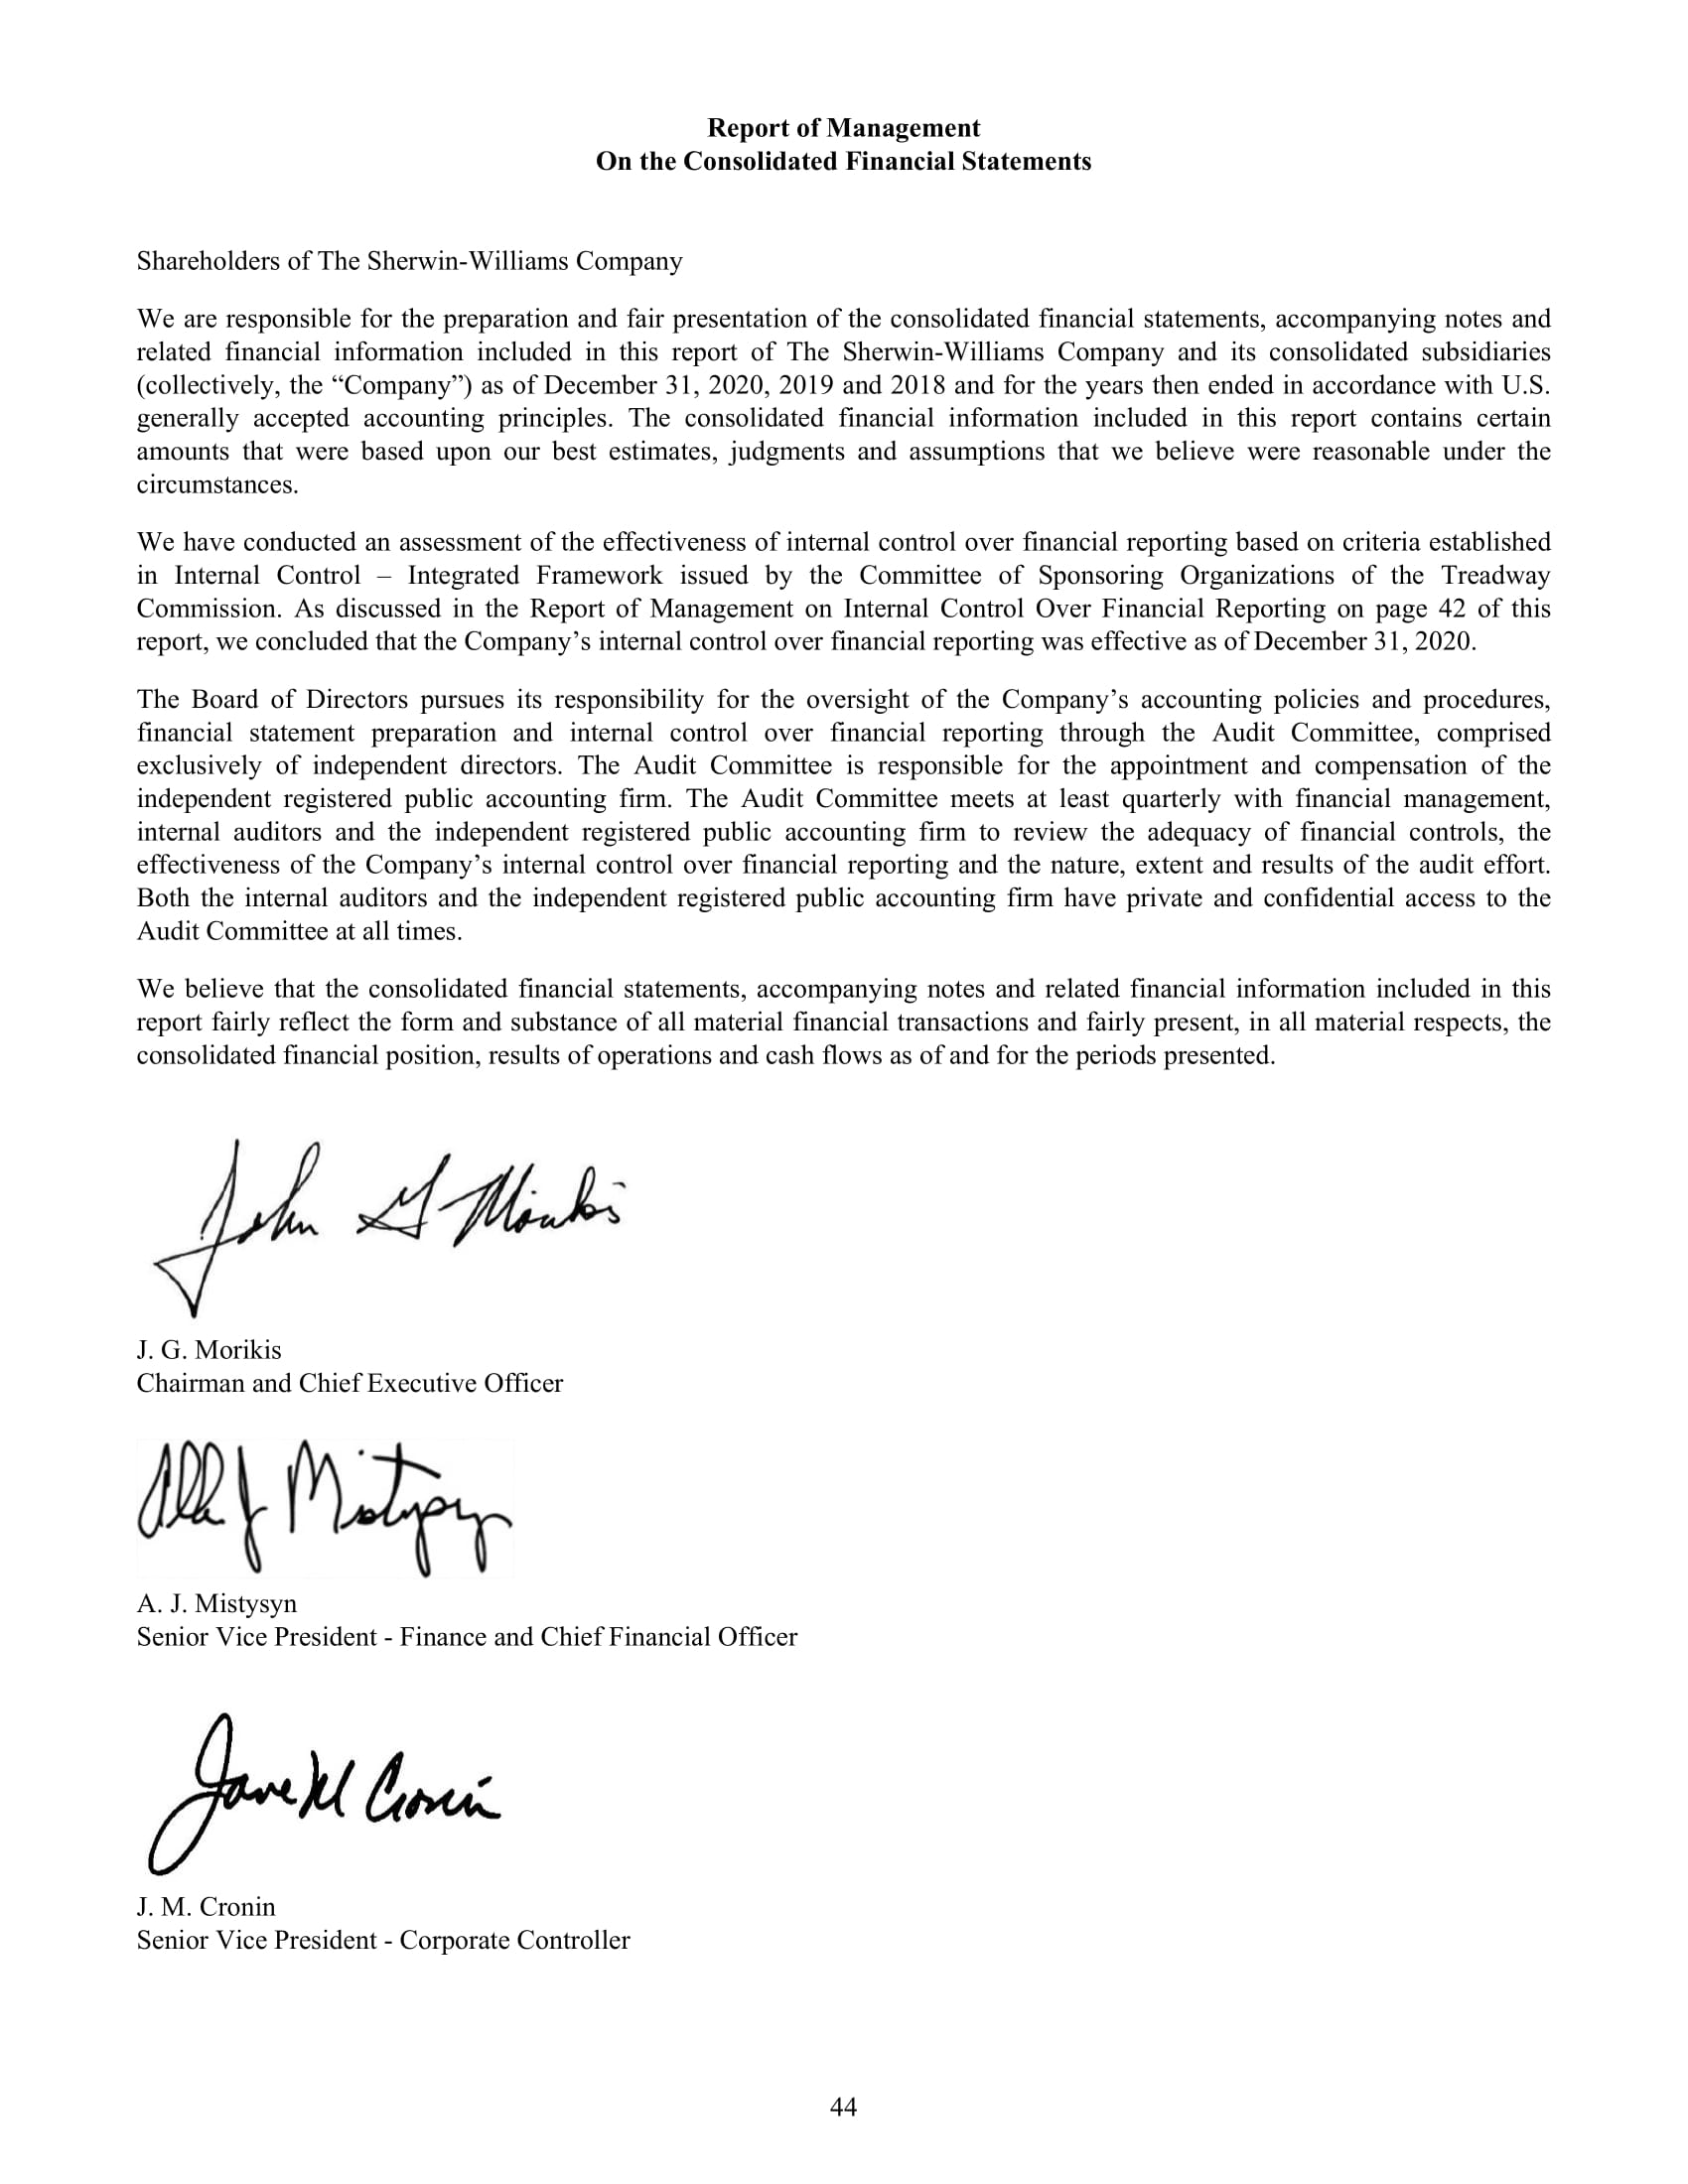 Report of Management
On the Consolidated Financial Statements
Shareholders of The Sherwin-Williams Company
We are responsible for the preparation and fair presentation of the consolidated financial statements, accompanying notes and
related financial information included in this report of The Sherwin-Williams Company and its consolidated subsidiaries
(collectively, the “Company”) as of December 31, 2020, 2019 and 2018 and for the years then ended in accordance with U.S.
generally accepted accounting principles. The consolidated financial information included in this report contains certain
amounts that were based upon our best estimates, judgments and assumptions that we believe were reasonable under the
circumstances.
We have conducted an assessment of the effectiveness of internal control over financial reporting based on criteria established
in Internal Control – Integrated Framework issued by the Committee of Sponsoring Organizations of the Treadway
Commission. As discussed in the Report of Management on Internal Control Over Financial Reporting on page 42 of this
report, we concluded that the Company’s internal control over financial reporting was effective as of December 31, 2020.
The Board of Directors pursues its responsibility for the oversight of the Company’s accounting policies and procedures,
financial statement preparation and internal control over financial reporting through the Audit Committee, comprised
exclusively of independent directors. The Audit Committee is responsible for the appointment and compensation of the
independent registered public accounting firm. The Audit Committee meets at least quarterly with financial management,
internal auditors and the independent registered public accounting firm to review the adequacy of financial controls, the
effectiveness of the Company’s internal control over financial reporting and the nature, extent and results of the audit effort.
Both the internal auditors and the independent registered public accounting firm have private and confidential access to the
Audit Committee at all times.
We believe that the consolidated financial statements, accompanying notes and related financial information included in this
report fairly reflect the form and substance of all material financial transactions and fairly present, in all material respects, the
consolidated financial position, results of operations and cash flows as of and for the periods presented.
John G Morikis
J. G. Morikis
Chairman and Chief Executive Officer
Allen J Mistysyn
A. J. Mistysyn
Senior Vice President - Finance and Chief Financial Officer
Jane M Cronin
J. M. Cronin
Senior Vice President - Corporate Controller
44